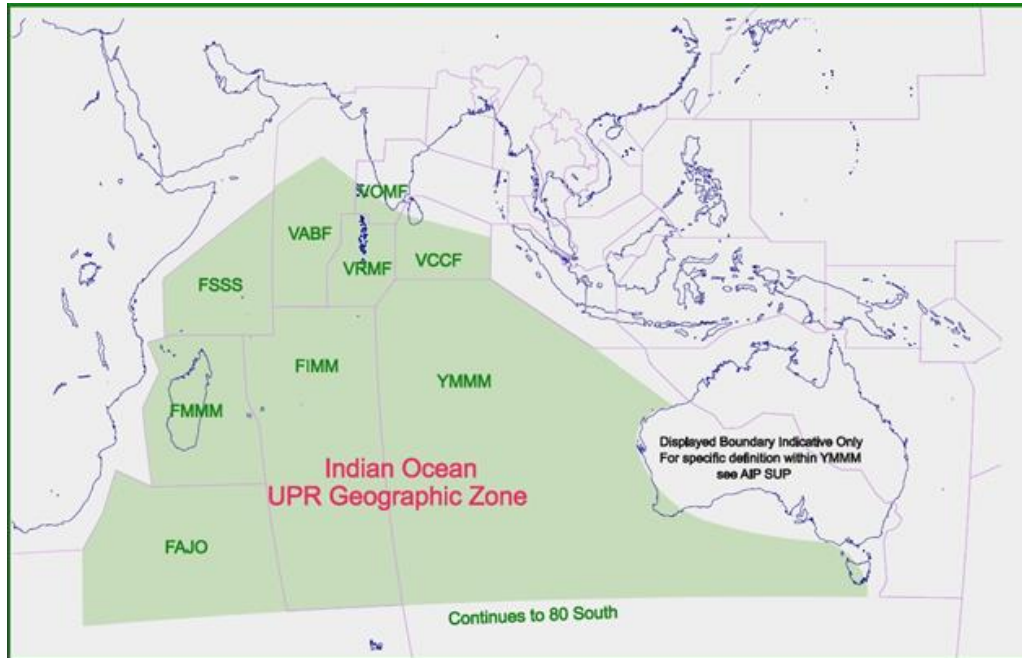 VOMF
VABF
VRMF
VCCF
FSSS
FIMM
YMMM
FMMM
Displayed Boundary Indicative Only
For specific definition within YMMM
see AIP SUP
Indian Ocean
UPR Geographic Zone
FAJO
Continues to 80 South